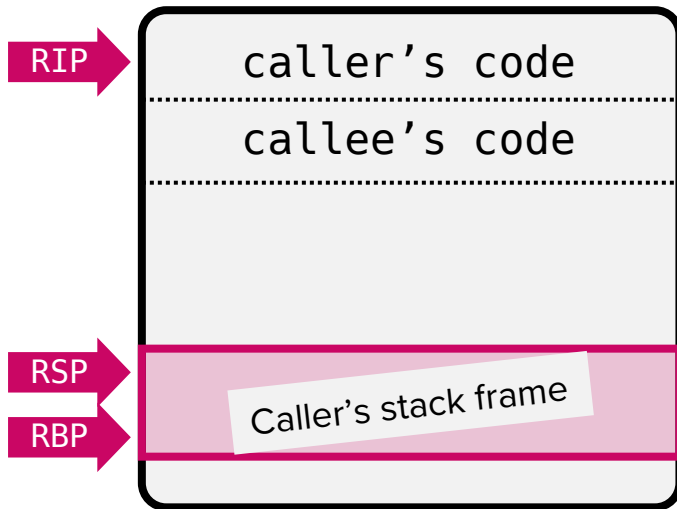 RIP
caller’s code
callee’s code
RSP
Caller’s stack frame
RBP